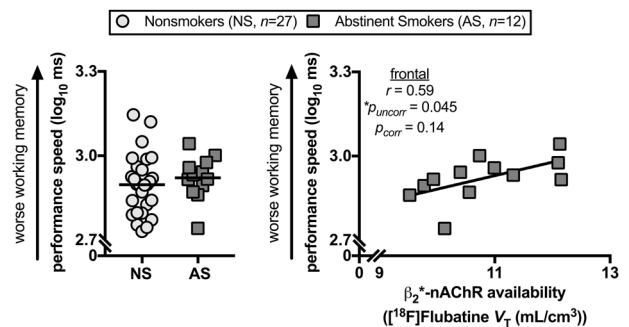 Nonsmokers (NS, n=27) Abstinent Smokers (AS, n=12)
worse working memory
performance speed (log10 ms)
3.3
3.0
2.7
0
NS AS
worse working memory
performance speed (log10 ms)
3.3
3.0
2.7
0
frontal
r = 0.59
*puncorr = 0.045
pcorr = 0.14
0 9 11 13
β2*-nAChR availability
([18F]Flubatine VT (mL/cm3))